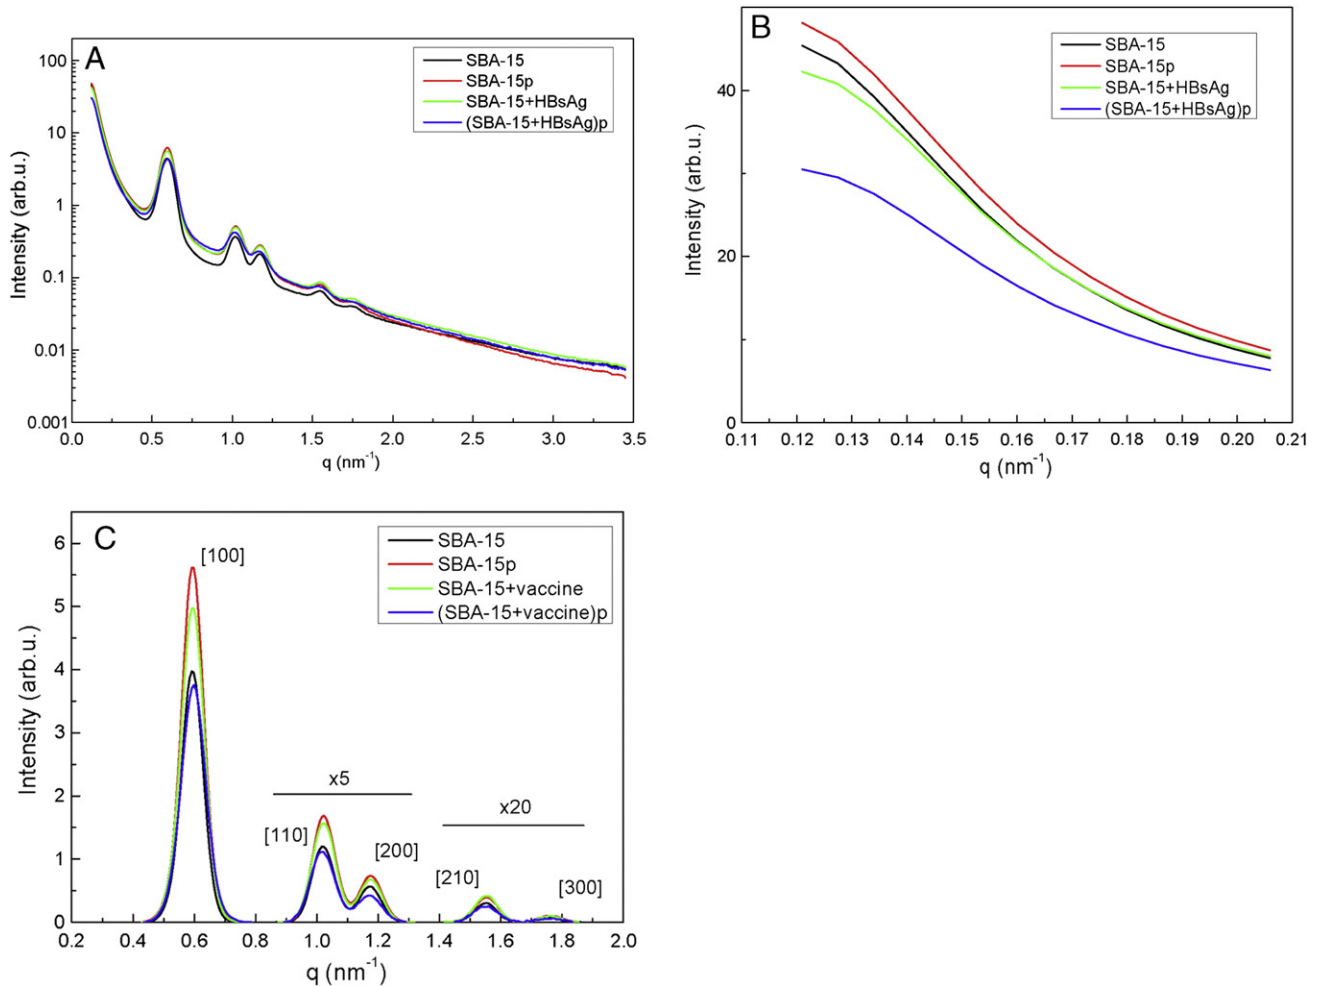 A
SBA-15
SBA-15p
SBA-15+HBsAg
(SBA-15+HBsAg)p
100
10
1
0.1
0.01
0.001
Intensity (arb.u.)
0.0 0.5 1.0 1.5 2.0 2.5 3.0 3.5
q (nm⁻¹)
B
SBA-15
SBA-15p
SBA-15+HBsAg
(SBA-15+HBsAg)p
40
20
0
Intensity (arb.u.)
0.11 0.12 0.13 0.14 0.15 0.16 0.17 0.18 0.19 0.20 0.21
q (nm⁻¹)
C
SBA-15
SBA-15p
SBA-15+vaccine
(SBA-15+vaccine)p
[100]
x5
x20
[110]
[200]
[210]
[300]
6
5
4
3
2
1
0
Intensity (arb.u.)
0.2 0.4 0.6 0.8 1.0 1.2 1.4 1.6 1.8 2.0
q (nm⁻¹)